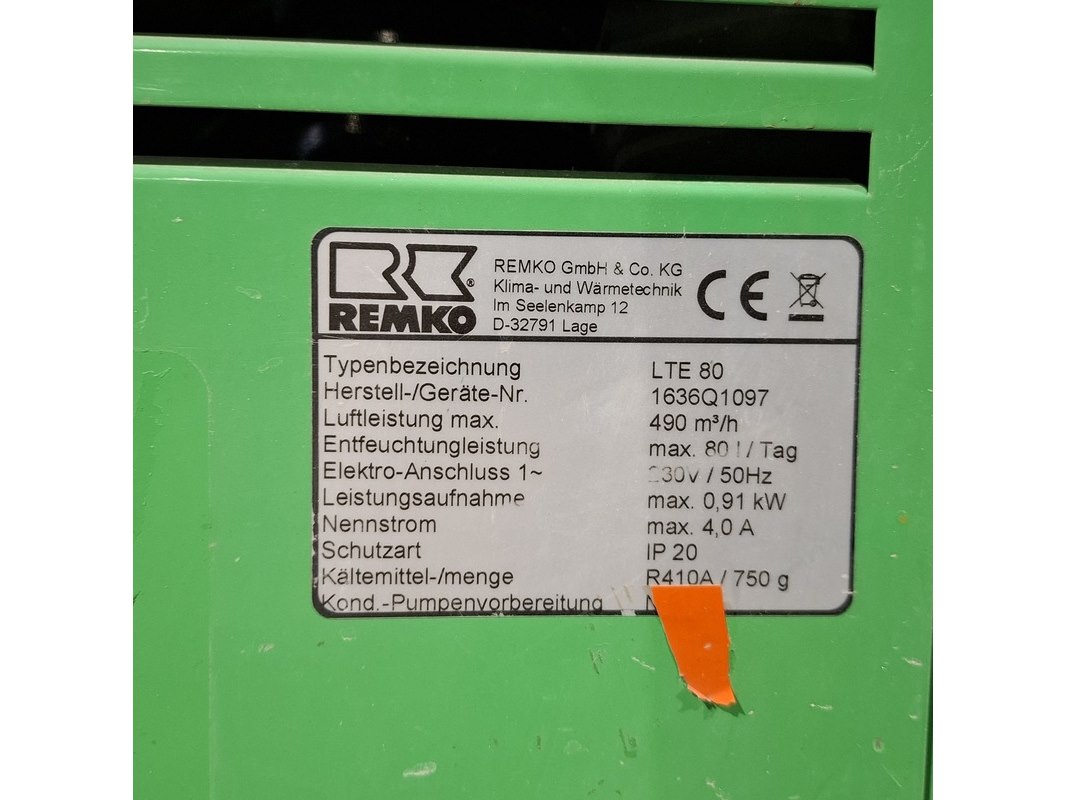 REMKO
REMKO GmbH & Co. KG
Klima- und Wärmetechnik
Im Seelenkamp 12
D-32791 Lage
CE
Typenbezeichnung LTE 80
Herstell-/Geräte-Nr. 1636Q1097
Luftleistung max. 490 m³/h
Entfeuchtungleistung max. 80 l / Tag
Elektro-Anschluss 1~ 230V / 50Hz
Leistungsaufnahme max. 0,91 kW
Nennstrom max. 4,0 A
Schutzart IP 20
Kältemittel-/menge R410A / 750 g
Kond.-Pumpenvorbereitung